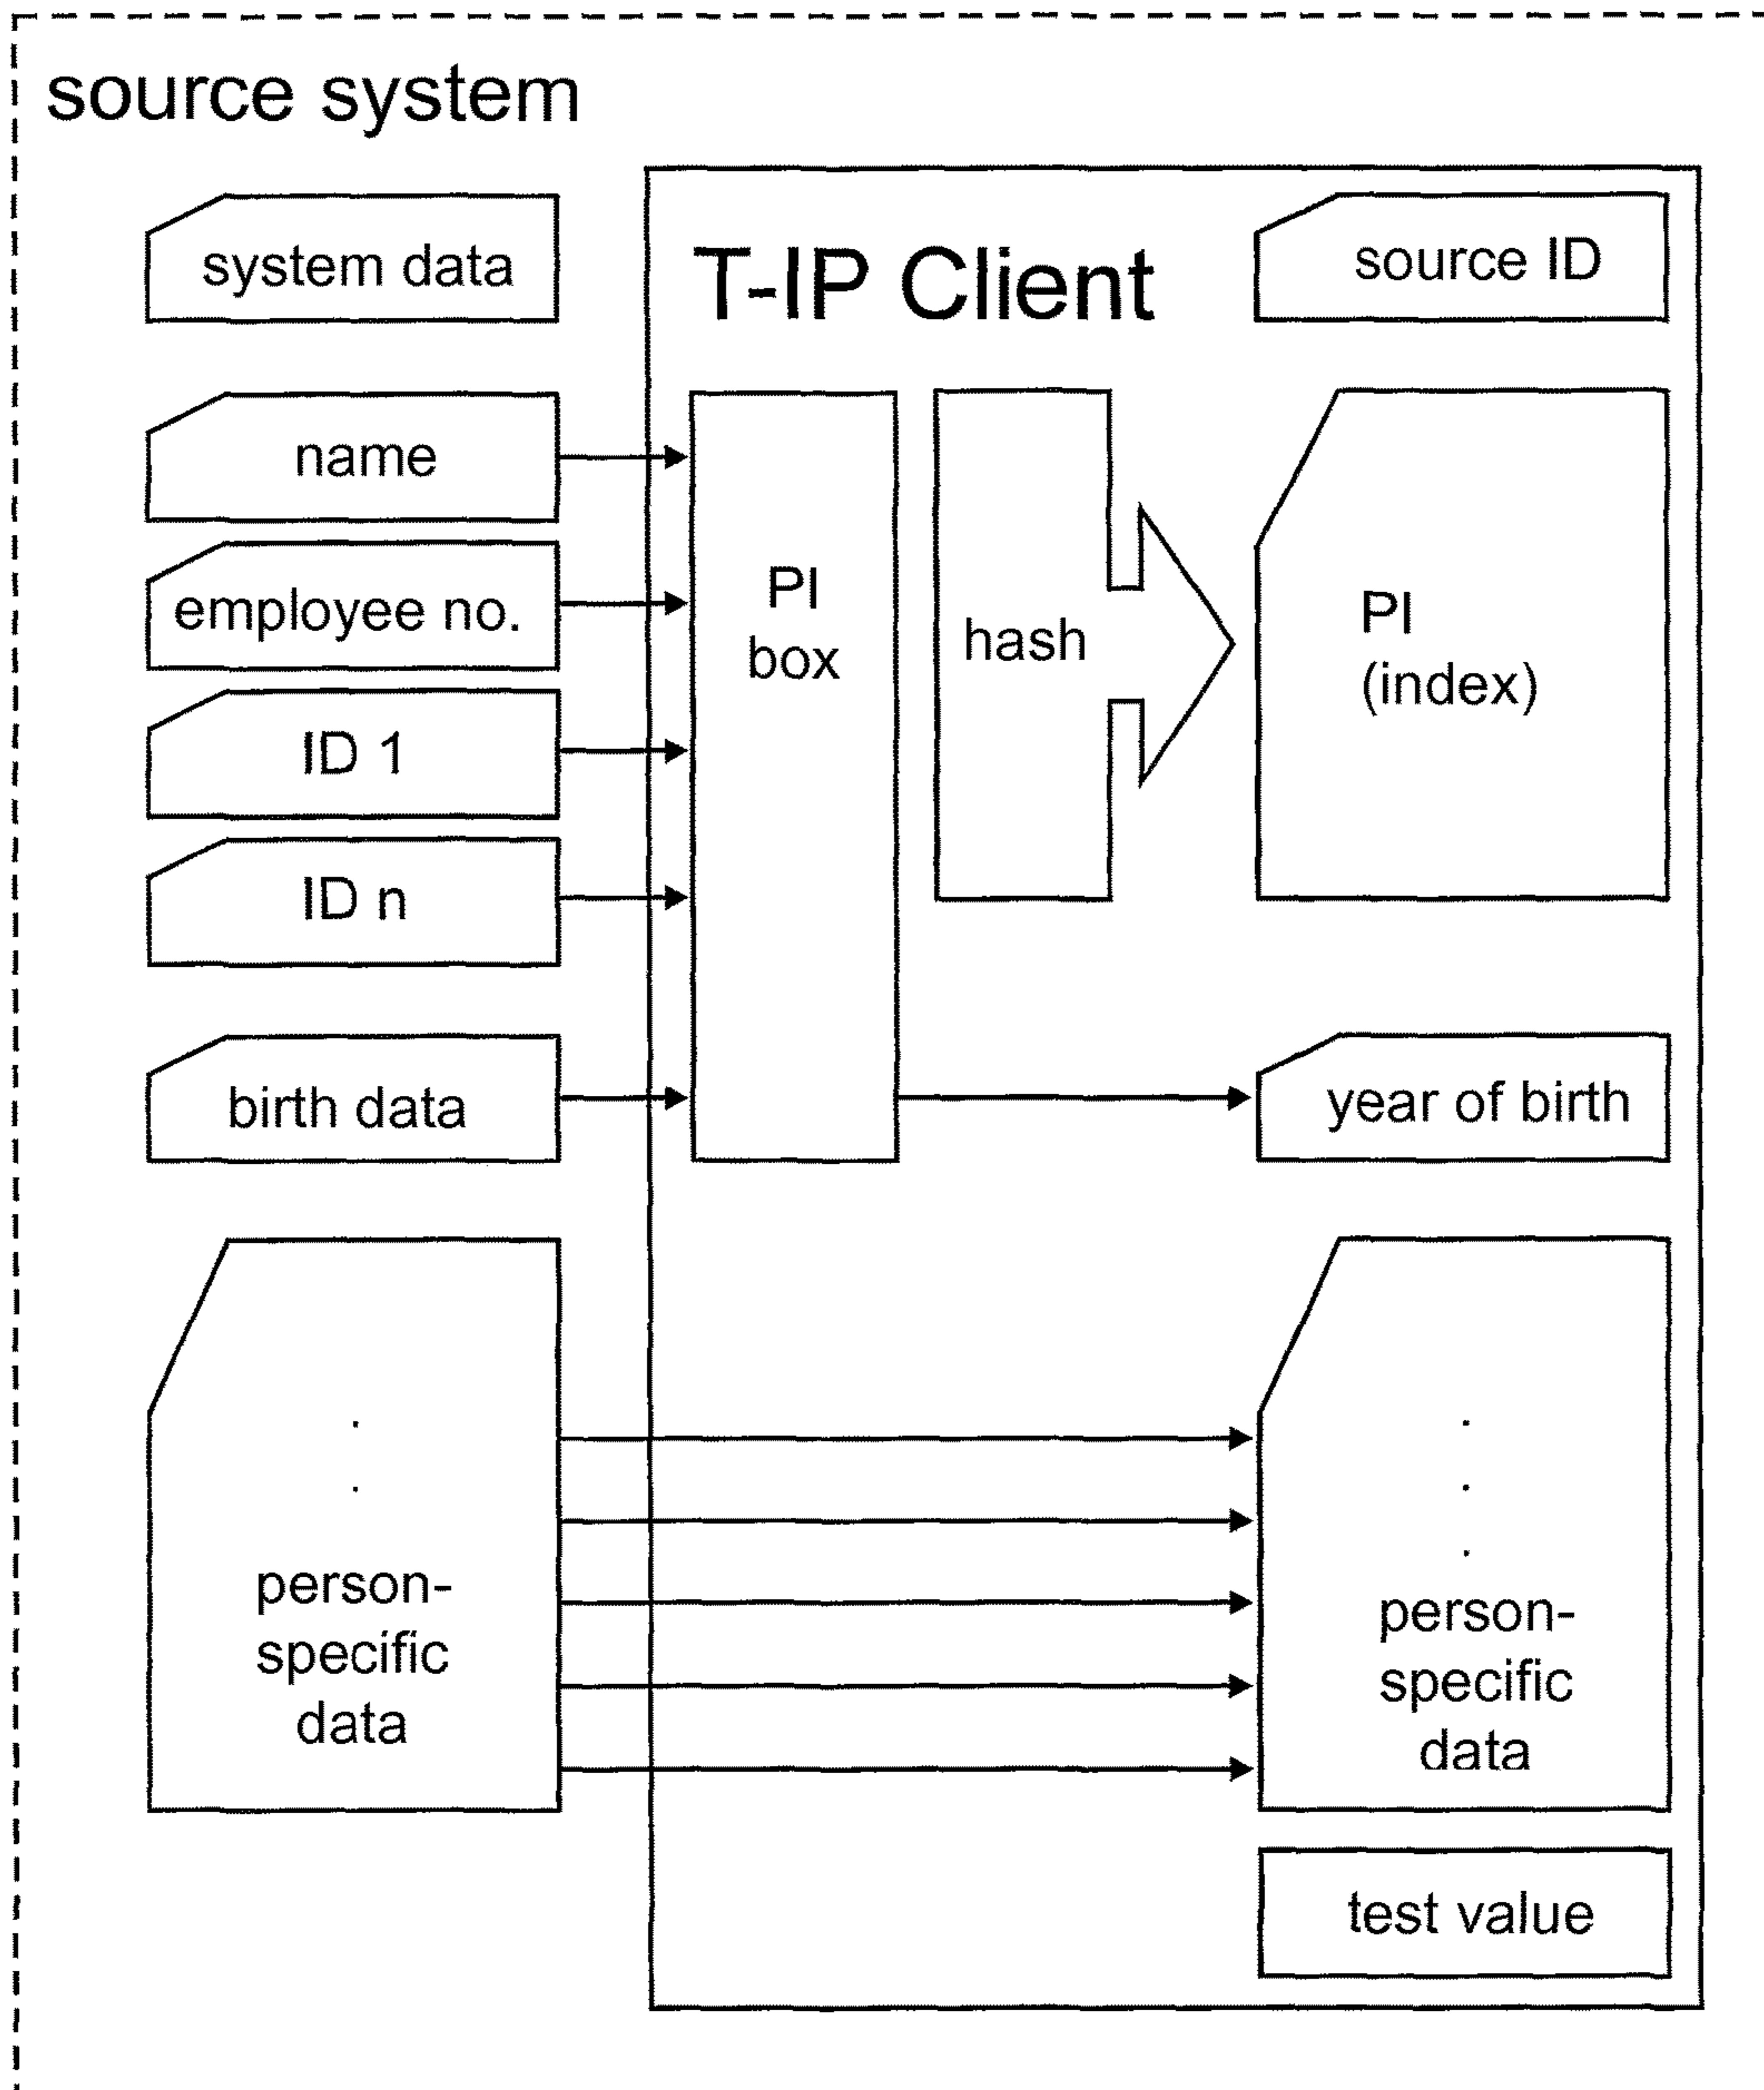 source system
system data
T-IP Client
source ID
name
employee no.
ID 1
ID n
PI
box
hash
PI
(index)
birth data
year of birth
person-
specific
data
person-
specific
data
test value